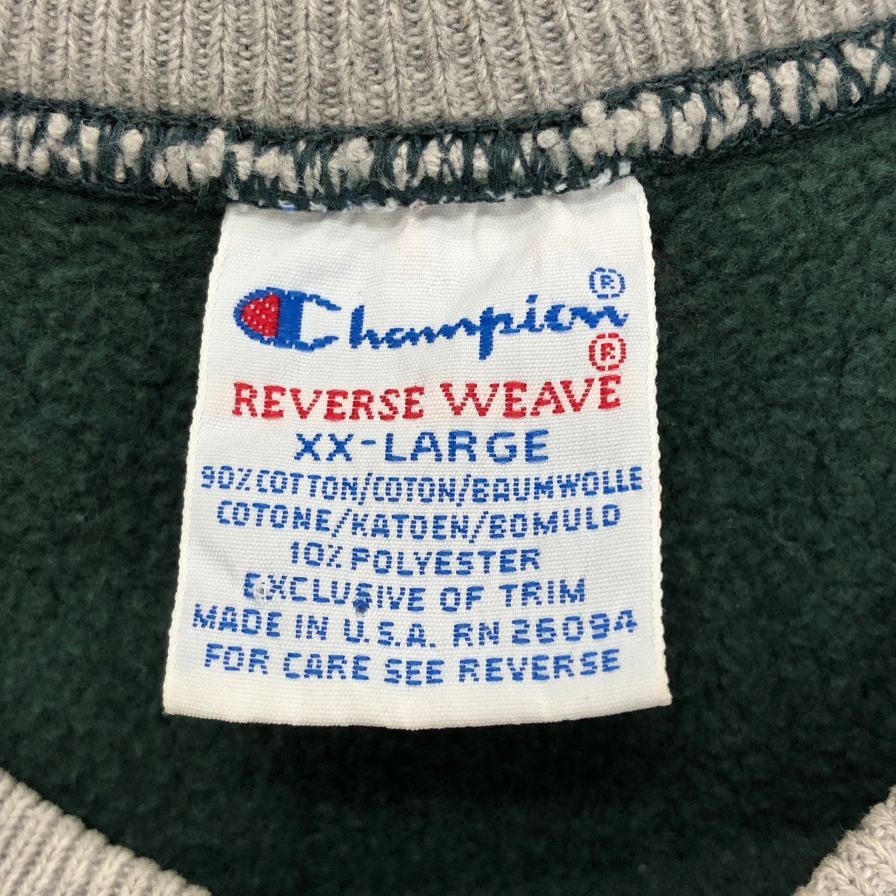 Champion®
REVERSE WEAVE®
XX-LARGE
90% COTTON/COTON/BAUMWOLLE
COTONE/KATOEN/BOMULD
10% POLYESTER
EXCLUSIVE OF TRIM
MADE IN U.S.A. RN 26094
FOR CARE SEE REVERSE